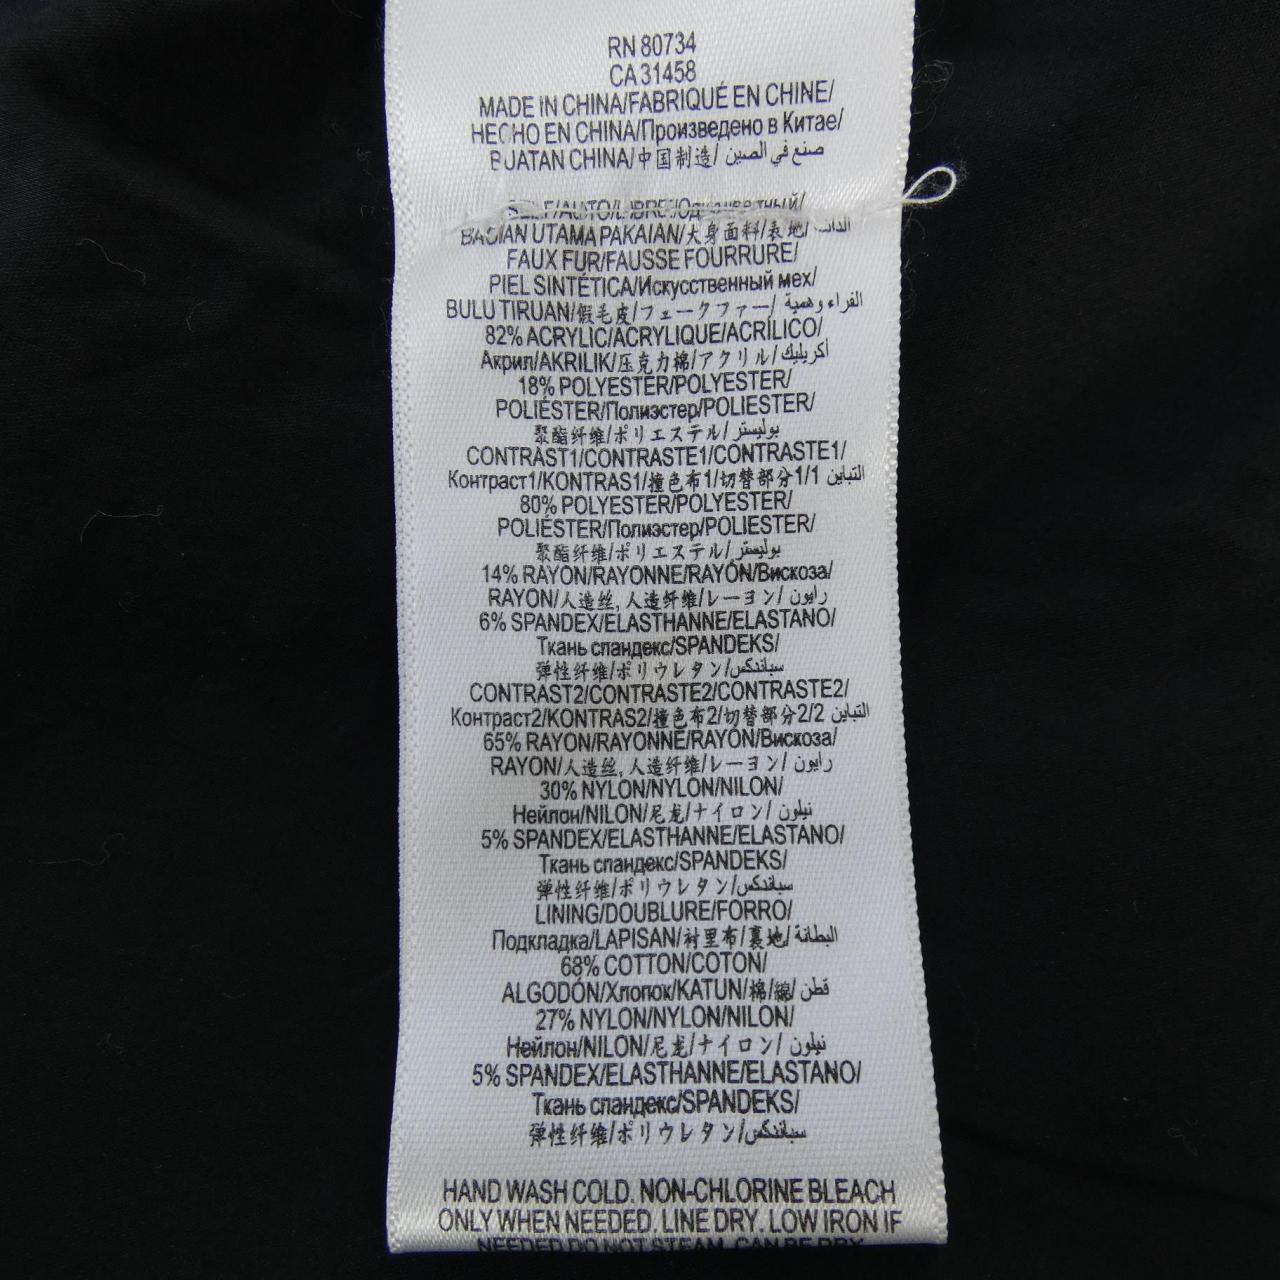 RN 80734
CA 31458
MADE IN CHINA/FABRIQUÉ EN CHINE/
HECHO EN CHINA/Произведено в Китае/
BUATAN CHINA/中国制造/ صنع في الصين
SELF/AUTO/LIBRE/Одноцветный/
BAGIAN UTAMA PAKAIAN/大身面料/表地/
FAUX FUR/FAUSSE FOURRURE/
PIEL SINTÉTICA/Искусственный мех/
BULU TIRUAN/假毛皮/フェークファー/ الفراء وهمية
82% ACRYLIC/ACRYLIQUE/ACRÍLICO/
Акрил/AKRILIK/压克力棉/アクリル/ أكريليك
18% POLYESTER/POLYESTER/
POLIÉSTER/Полиэстер/POLIESTER/
聚酯纤维/ポリエステル/ بوليستر
CONTRAST1/CONTRASTE1/CONTRASTE1/
Контраст1/KONTRAS1/撞色布1/切替部分1/1 التباين
80% POLYESTER/POLYESTER/
POLIÉSTER/Полиэстер/POLIESTER/
聚酯纤维/ポリエステル/ بوليستر
14% RAYON/RAYONNE/RAYÓN/Вискоза/
RAYON/人造丝, 人造纤维/レーヨン/ رايون
6% SPANDEX/ELASTHANNE/ELASTANO/
Ткань спандекс/SPANDEKS/
弹性纤维/ポリウレタン/سباندكس
CONTRAST2/CONTRASTE2/CONTRASTE2/
Контраст2/KONTRAS2/撞色布2/切替部分2/2 التباين
65% RAYON/RAYONNE/RAYÓN/Вискоза/
RAYON/人造丝, 人造纤维/レーヨン/ رايون
30% NYLON/NYLON/NILON/
Нейлон/NILON/尼龙/ナイロン/ نيلون
5% SPANDEX/ELASTHANNE/ELASTANO/
Ткань спандекс/SPANDEKS/
弹性纤维/ポリウレタン/سباندكس
LINING/DOUBLURE/FORRO/
Подкладка/LAPISAN/衬里布/裏地/ البطانة
68% COTTON/COTON/
ALGODÓN/Хлопок/KATUN/棉/綿/ قطن
27% NYLON/NYLON/NILON/
Нейлон/NILON/尼龙/ナイロン/ نيلون
5% SPANDEX/ELASTHANNE/ELASTANO/
Ткань спандекс/SPANDEKS/
弹性纤维/ポリウレタン/سباندكس
HAND WASH COLD. NON-CHLORINE BLEACH
ONLY WHEN NEEDED. LINE DRY. LOW IRON IF
NEEDED DO NOT STEAM. CAN BE DRY